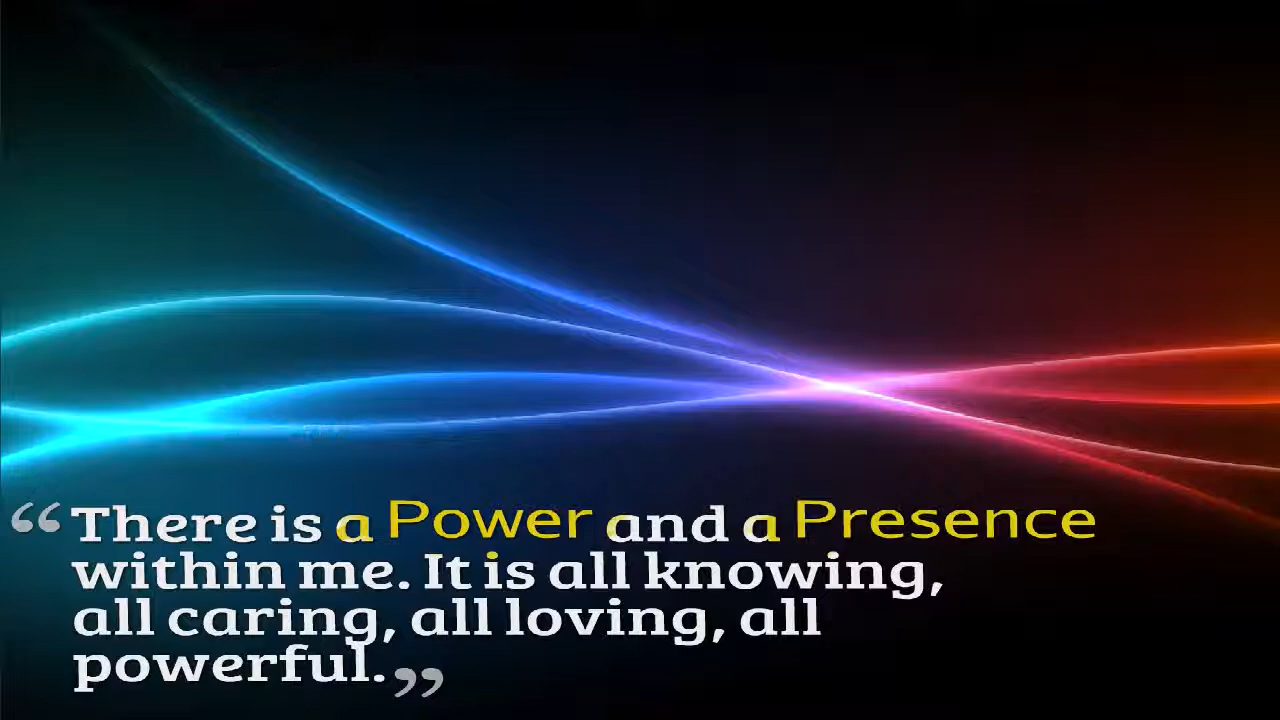 “There is a Power and a Presence
within me. It is all knowing,
all caring, all loving, all
powerful.”